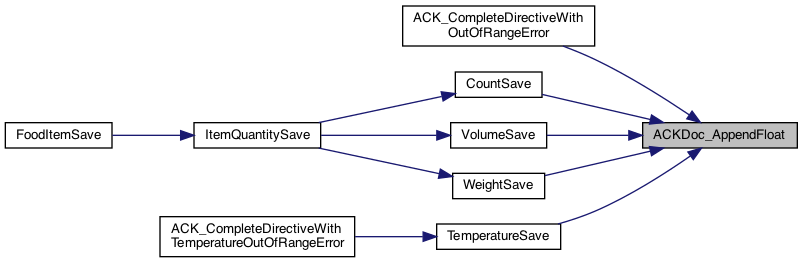 ACK_CompleteDirectiveWith
OutOfRangeError
CountSave
FoodItemSave
ItemQuantitySave
VolumeSave
ACKDoc_AppendFloat
WeightSave
ACK_CompleteDirectiveWith
TemperatureOutOfRangeError
TemperatureSave